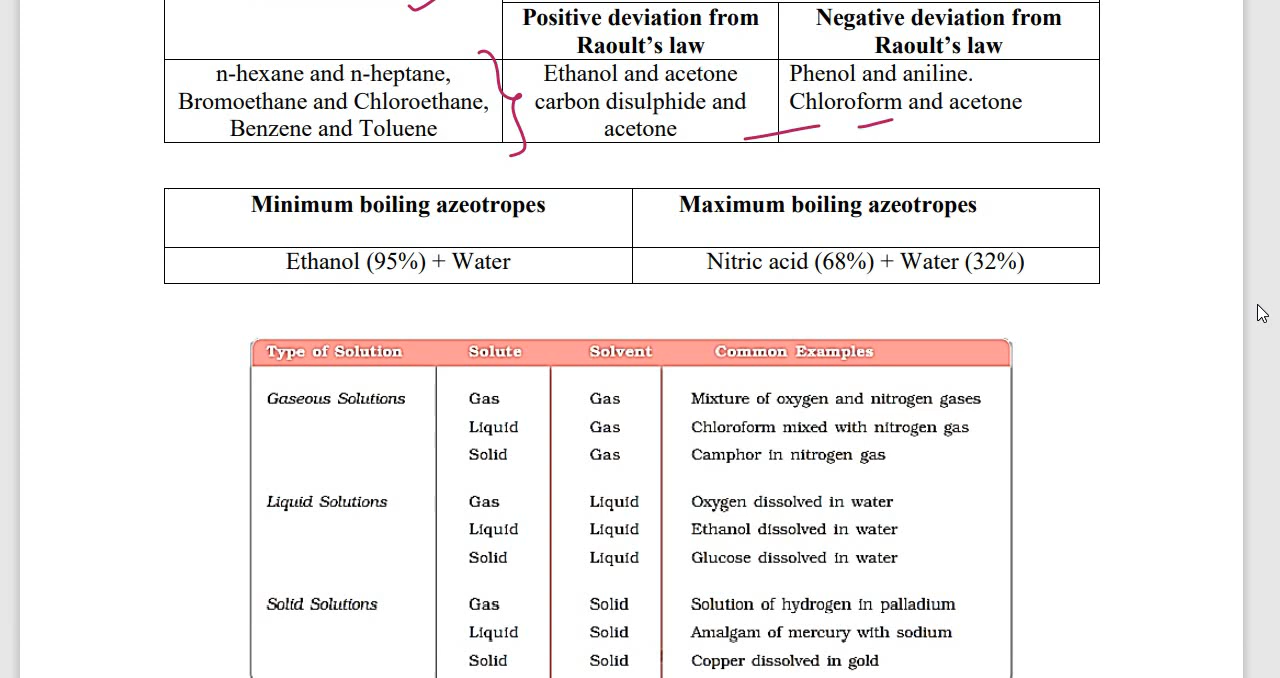 Positive deviation from
Raoult's law
Negative deviation from
Raoult's law
n-hexane and n-heptane,
Bromoethane and Chloroethane,
Benzene and Toluene
Ethanol and acetone
carbon disulphide and
acetone
Phenol and aniline.
Chloroform and acetone
Minimum boiling azeotropes
Maximum boiling azeotropes
Ethanol (95%) + Water
Nitric acid (68%) + Water (32%)
Type of Solution Solute Solvent Common Examples
Gaseous Solutions Gas Gas Mixture of oxygen and nitrogen gases
Liquid Gas Chloroform mixed with nitrogen gas
Solid Gas Camphor in nitrogen gas
Liquid Solutions Gas Liquid Oxygen dissolved in water
Liquid Liquid Ethanol dissolved in water
Solid Liquid Glucose dissolved in water
Solid Solutions Gas Solid Solution of hydrogen in palladium
Liquid Solid Amalgam of mercury with sodium
Solid Solid Copper dissolved in gold